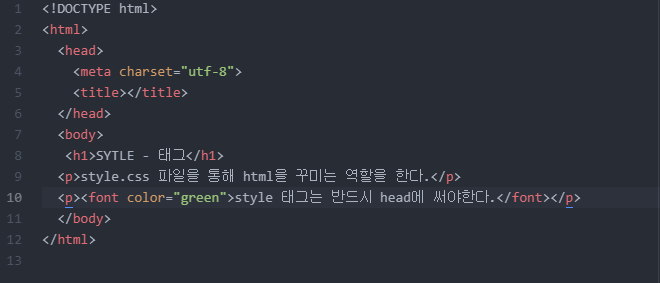 1 <!DOCTYPE html>
2 <html>
3 <head>
4 <meta charset="utf-8">
5 <title></title>
6 </head>
7 <body>
8 <h1>SYTLE - 태그</h1>
9 <p>style.css 파일을 통해 html을 꾸미는 역할을 한다.</p>
10 <p><font color="green">style 태그는 반드시 head에 써야한다.</font></p>
11 </body>
12 </html>
13